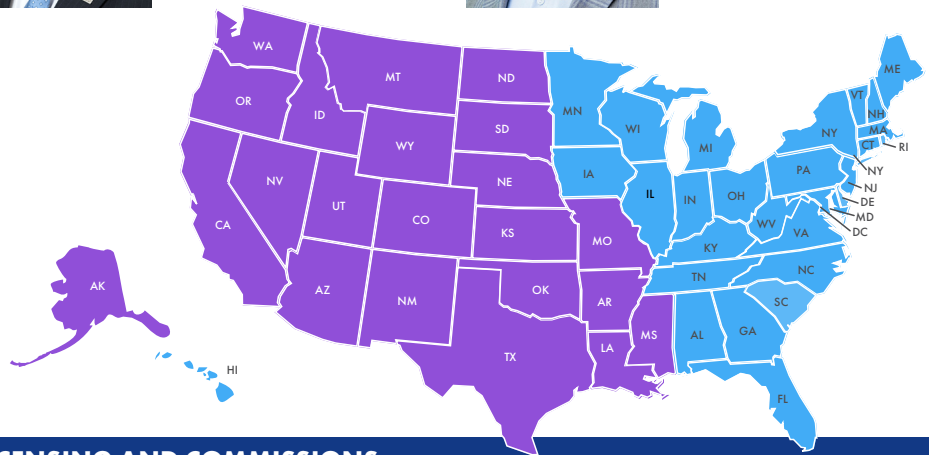 WA
MT
ND
MN
ME
OR
ID
SD
WI
MI
VT
NH
NY
MA
CT
RI
WY
NE
IA
PA
NY
NJ
DE
MD
DC
NV
UT
CO
KS
MO
IL
IN
OH
WV
VA
CA
KY
AZ
NM
OK
AR
TN
NC
SC
AK
TX
LA
MS
AL
GA
HI
FL
AND COMMISSIONS